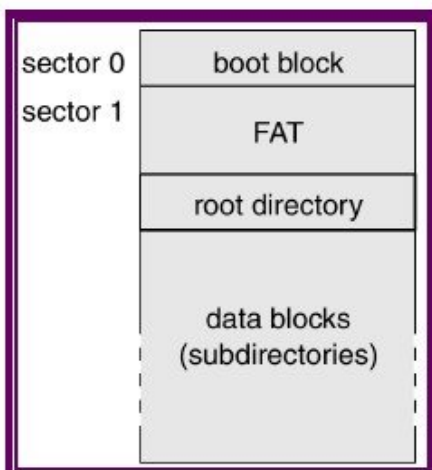 sector 0
boot block
sector 1
FAT
root directory
data blocks
(subdirectories)